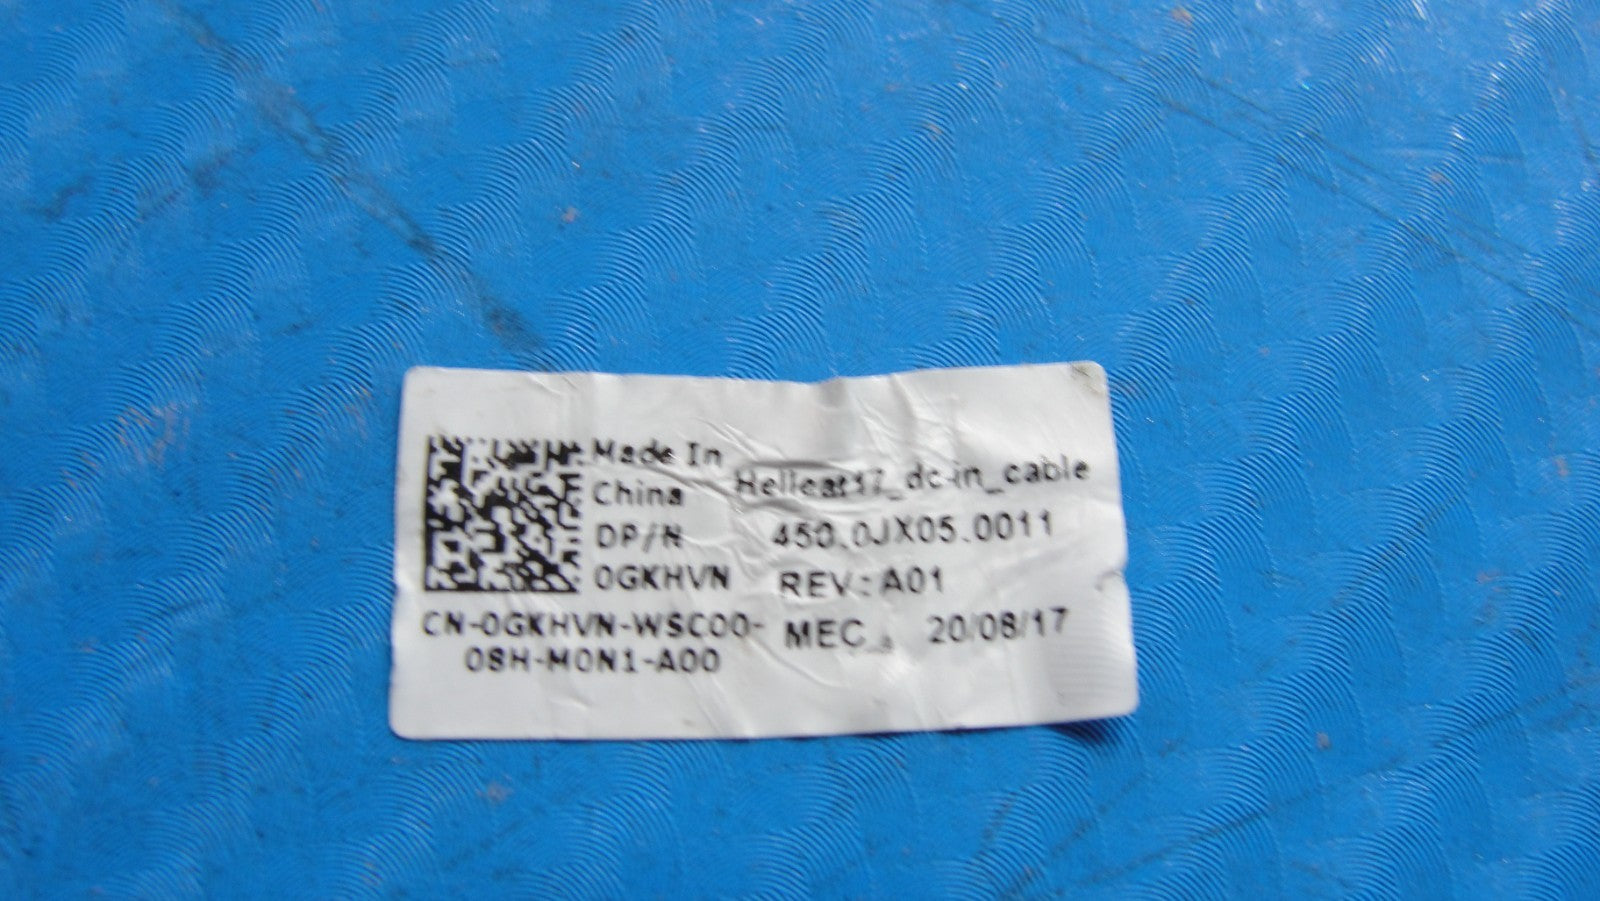 Made In
China
DP/N
0GKHVN
CN-0GKHVN-WSC00-
08H-M0N1-A00
Hellcat17_dc-in_cable
450.0JX05.0011
REV.: A01
MEC 20/08/17